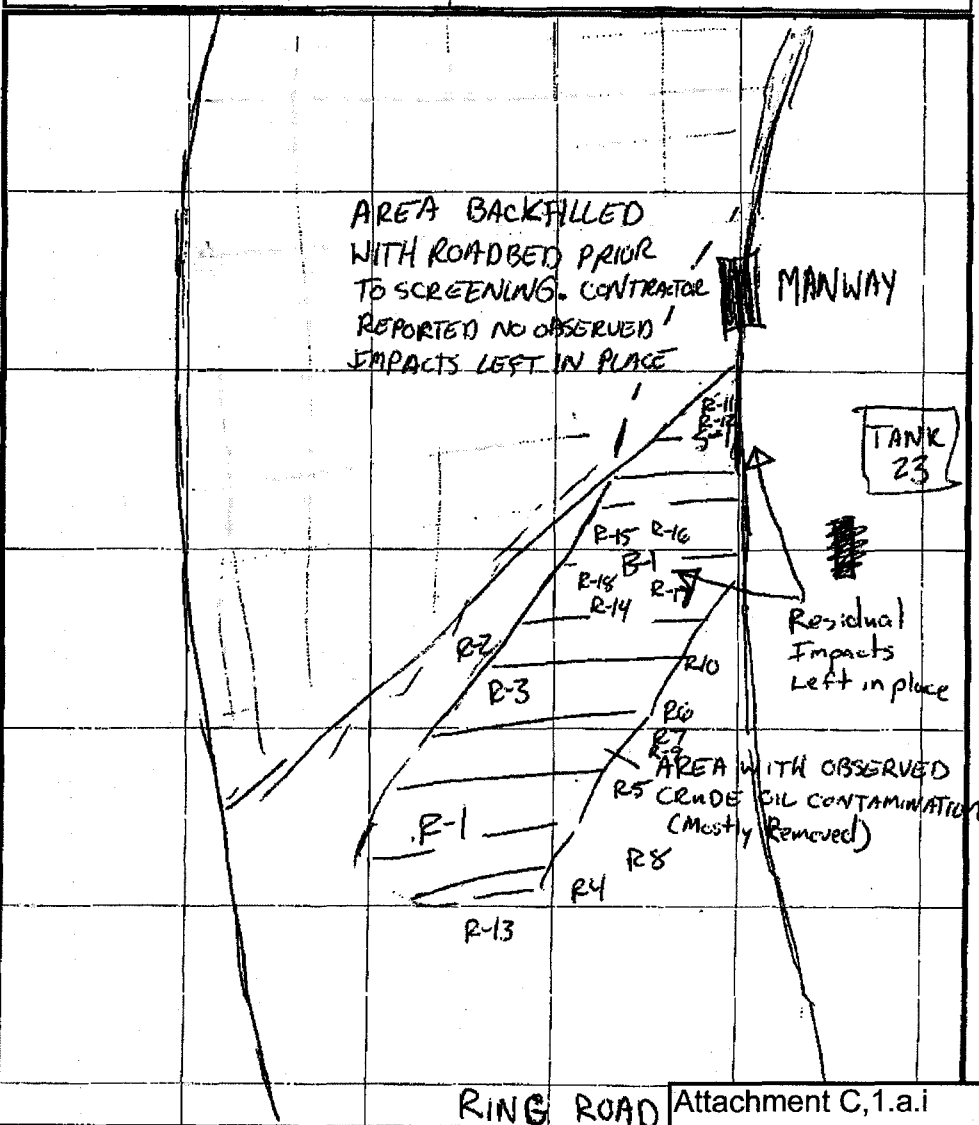 AREA BACKFILLED
WITH ROADBED PRIOR
TO SCREENING. CONTRACTOR
REPORTED NO OBSERVED
IMPACTS LEFT IN PLACE
MANWAY
TANK
23
R-11
R-12
R-15 R-16
B-1
R-18
R-17
R-14
Residual
Impacts
Left in place
R-2
R-3
R10
R6
R7
R-9
AREA WITH OBSERVED
R5
CRUDE OIL CONTAMINATION
(Mostly Removed)
R-1
R8
R4
R-13
RING ROAD
Attachment C,1.a.i